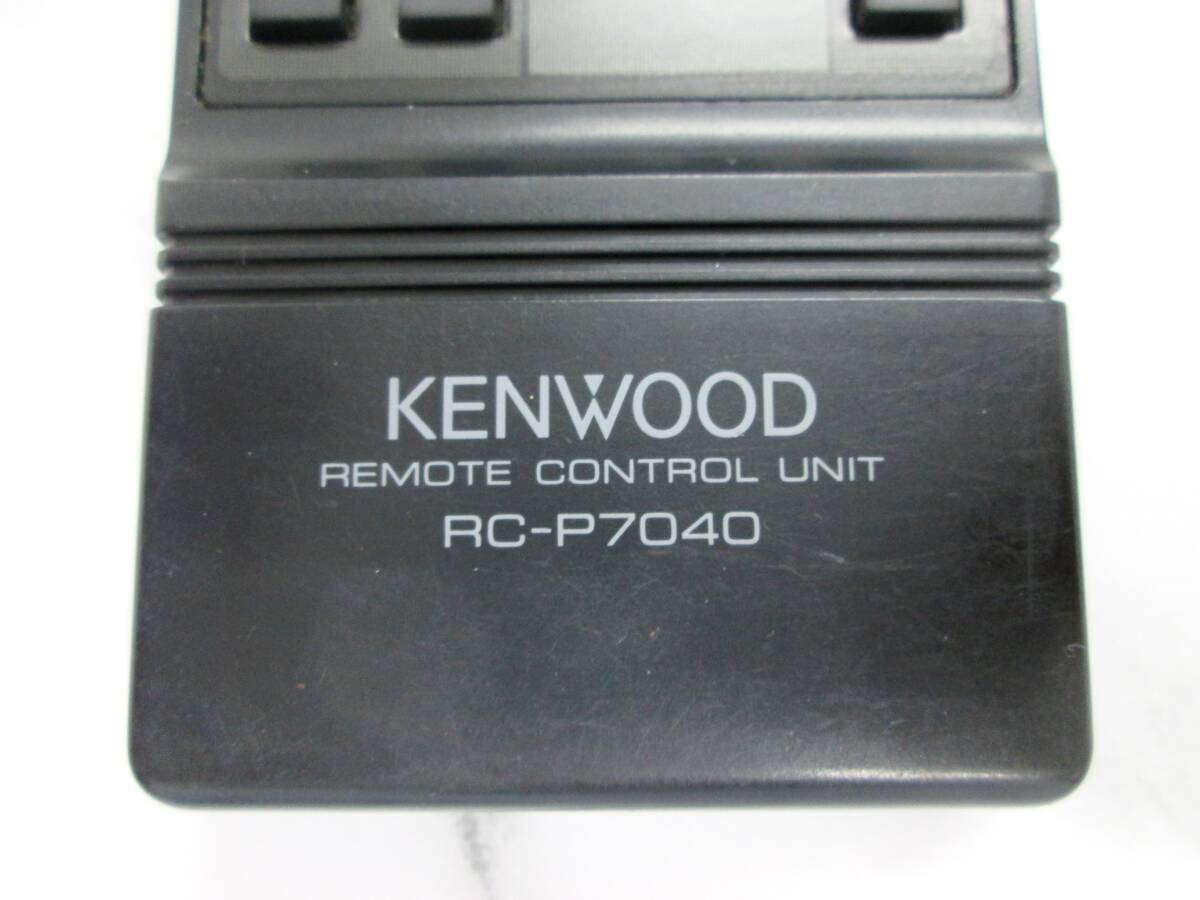 KENWOOD
REMOTE CONTROL UNIT
RC-P7040